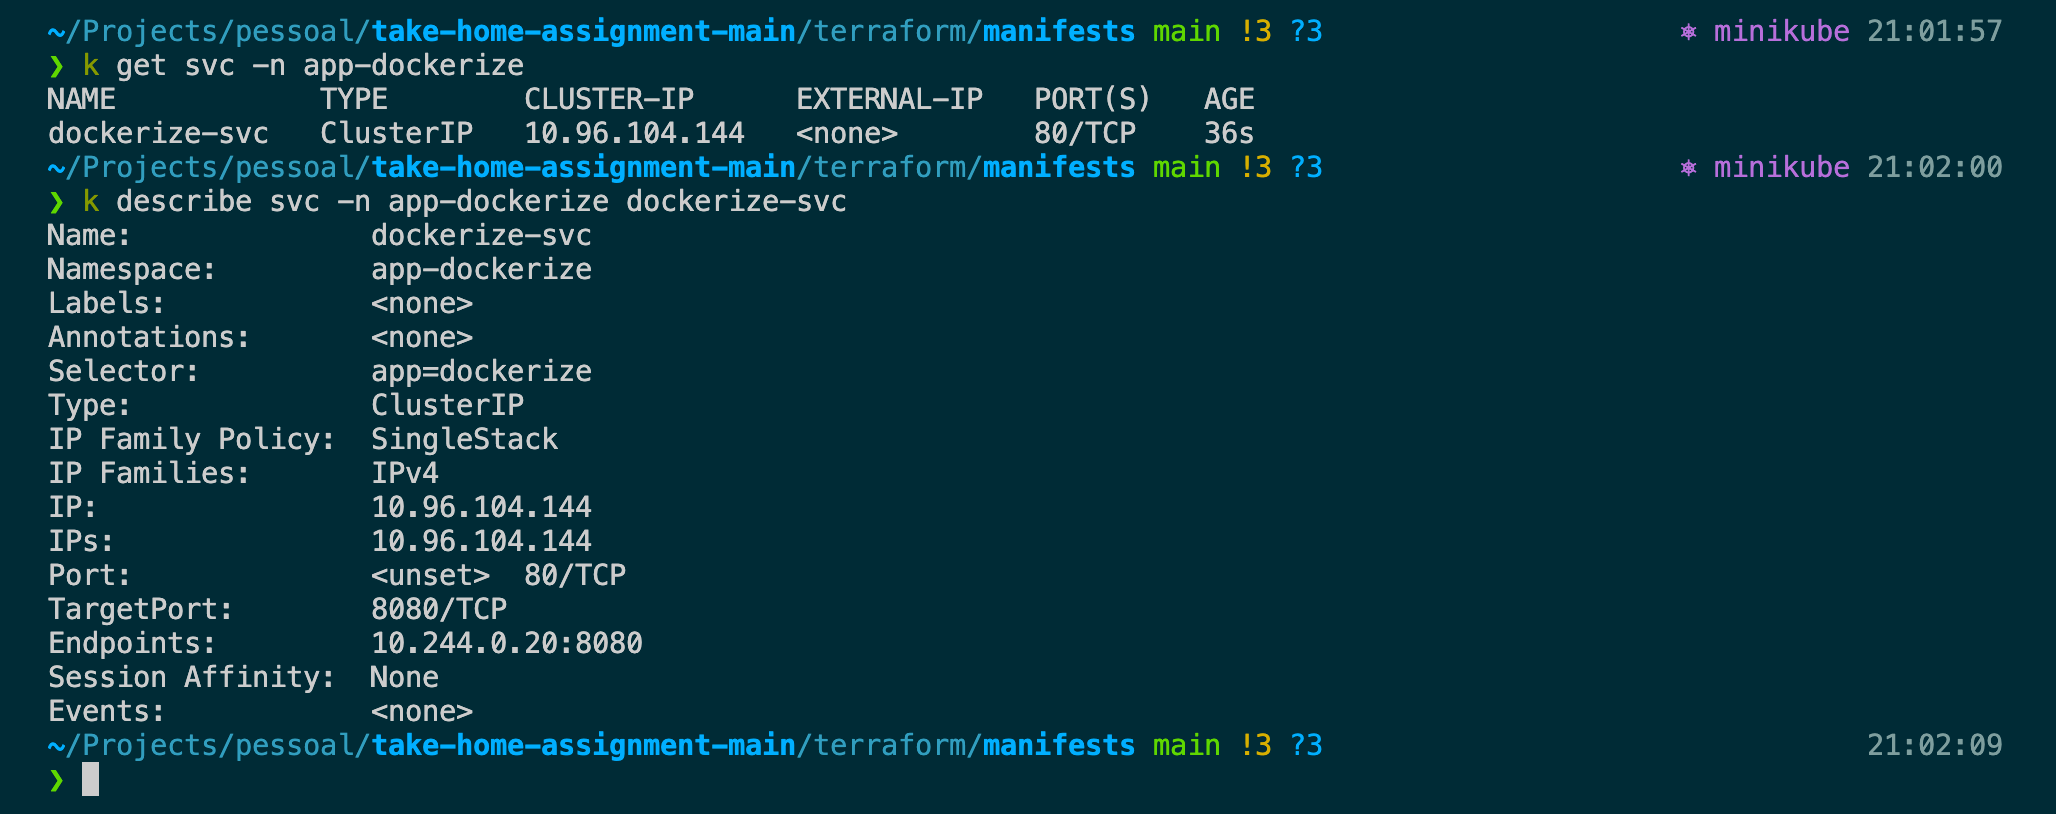 ~/Projects/pessoal/take-home-assignment-main/terraform/manifests main !3 ?3 ⎈ minikube 21:01:57
❯ k get svc -n app-dockerize
NAME TYPE CLUSTER-IP EXTERNAL-IP PORT(S) AGE
dockerize-svc ClusterIP 10.96.104.144 <none> 80/TCP 36s
~/Projects/pessoal/take-home-assignment-main/terraform/manifests main !3 ?3 ⎈ minikube 21:02:00
❯ k describe svc -n app-dockerize dockerize-svc
Name: dockerize-svc
Namespace: app-dockerize
Labels: <none>
Annotations: <none>
Selector: app=dockerize
Type: ClusterIP
IP Family Policy: SingleStack
IP Families: IPv4
IP: 10.96.104.144
IPs: 10.96.104.144
Port: <unset> 80/TCP
TargetPort: 8080/TCP
Endpoints: 10.244.0.20:8080
Session Affinity: None
Events: <none>
~/Projects/pessoal/take-home-assignment-main/terraform/manifests main !3 ?3 21:02:09
❯